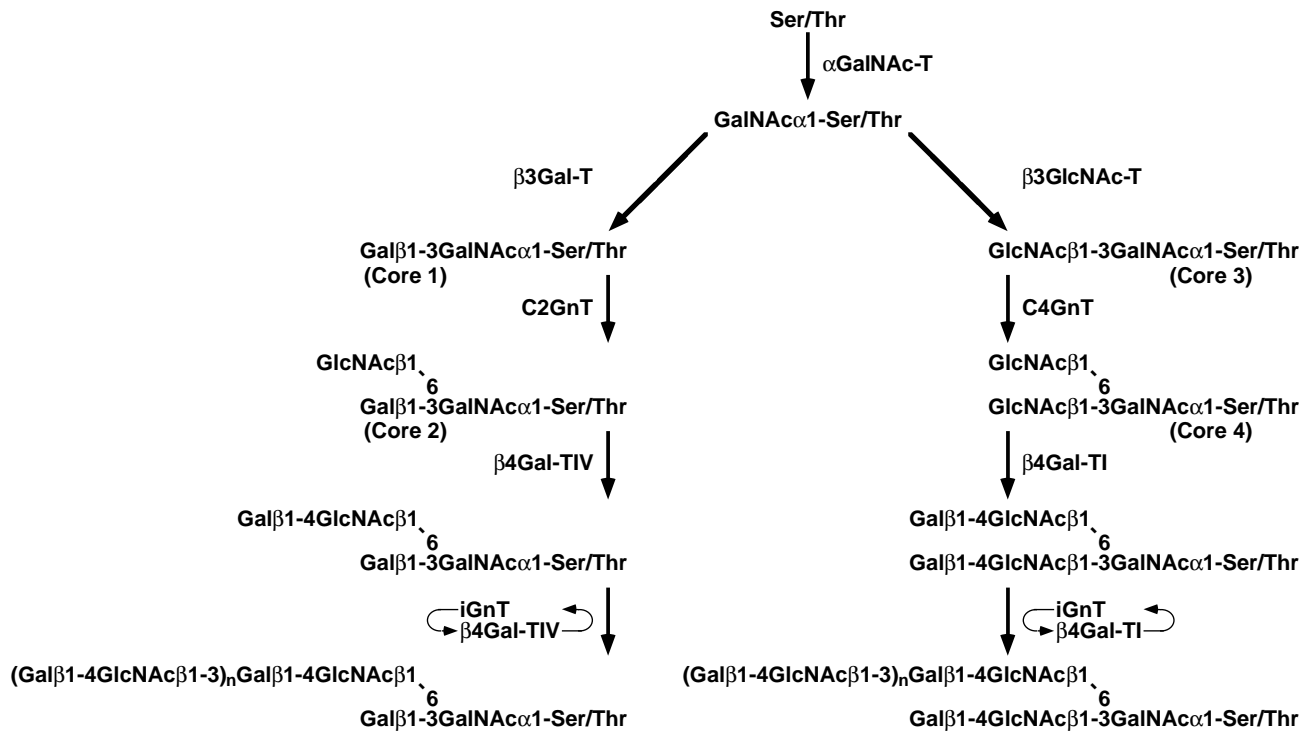 Ser/Thr
αGalNAc-T
GalNAcα1-Ser/Thr
β3Gal-T
β3GlcNAc-T
Galβ1-3GalNAcα1-Ser/Thr
(Core 1)
GlcNAcβ1-3GalNAcα1-Ser/Thr
(Core 3)
C2GnT
C4GnT
GlcNAcβ1
6
Galβ1-3GalNAcα1-Ser/Thr
(Core 2)
GlcNAcβ1
6
GlcNAcβ1-3GalNAcα1-Ser/Thr
(Core 4)
β4Gal-TIV
β4Gal-TI
Galβ1-4GlcNAcβ1
6
Galβ1-3GalNAcα1-Ser/Thr
Galβ1-4GlcNAcβ1
6
Galβ1-4GlcNAcβ1-3GalNAcα1-Ser/Thr
iGnT
β4Gal-TIV
iGnT
β4Gal-TI
(Galβ1-4GlcNAcβ1-3)nGalβ1-4GlcNAcβ1
6
Galβ1-3GalNAcα1-Ser/Thr
(Galβ1-4GlcNAcβ1-3)nGalβ1-4GlcNAcβ1
6
Galβ1-4GlcNAcβ1-3GalNAcα1-Ser/Thr